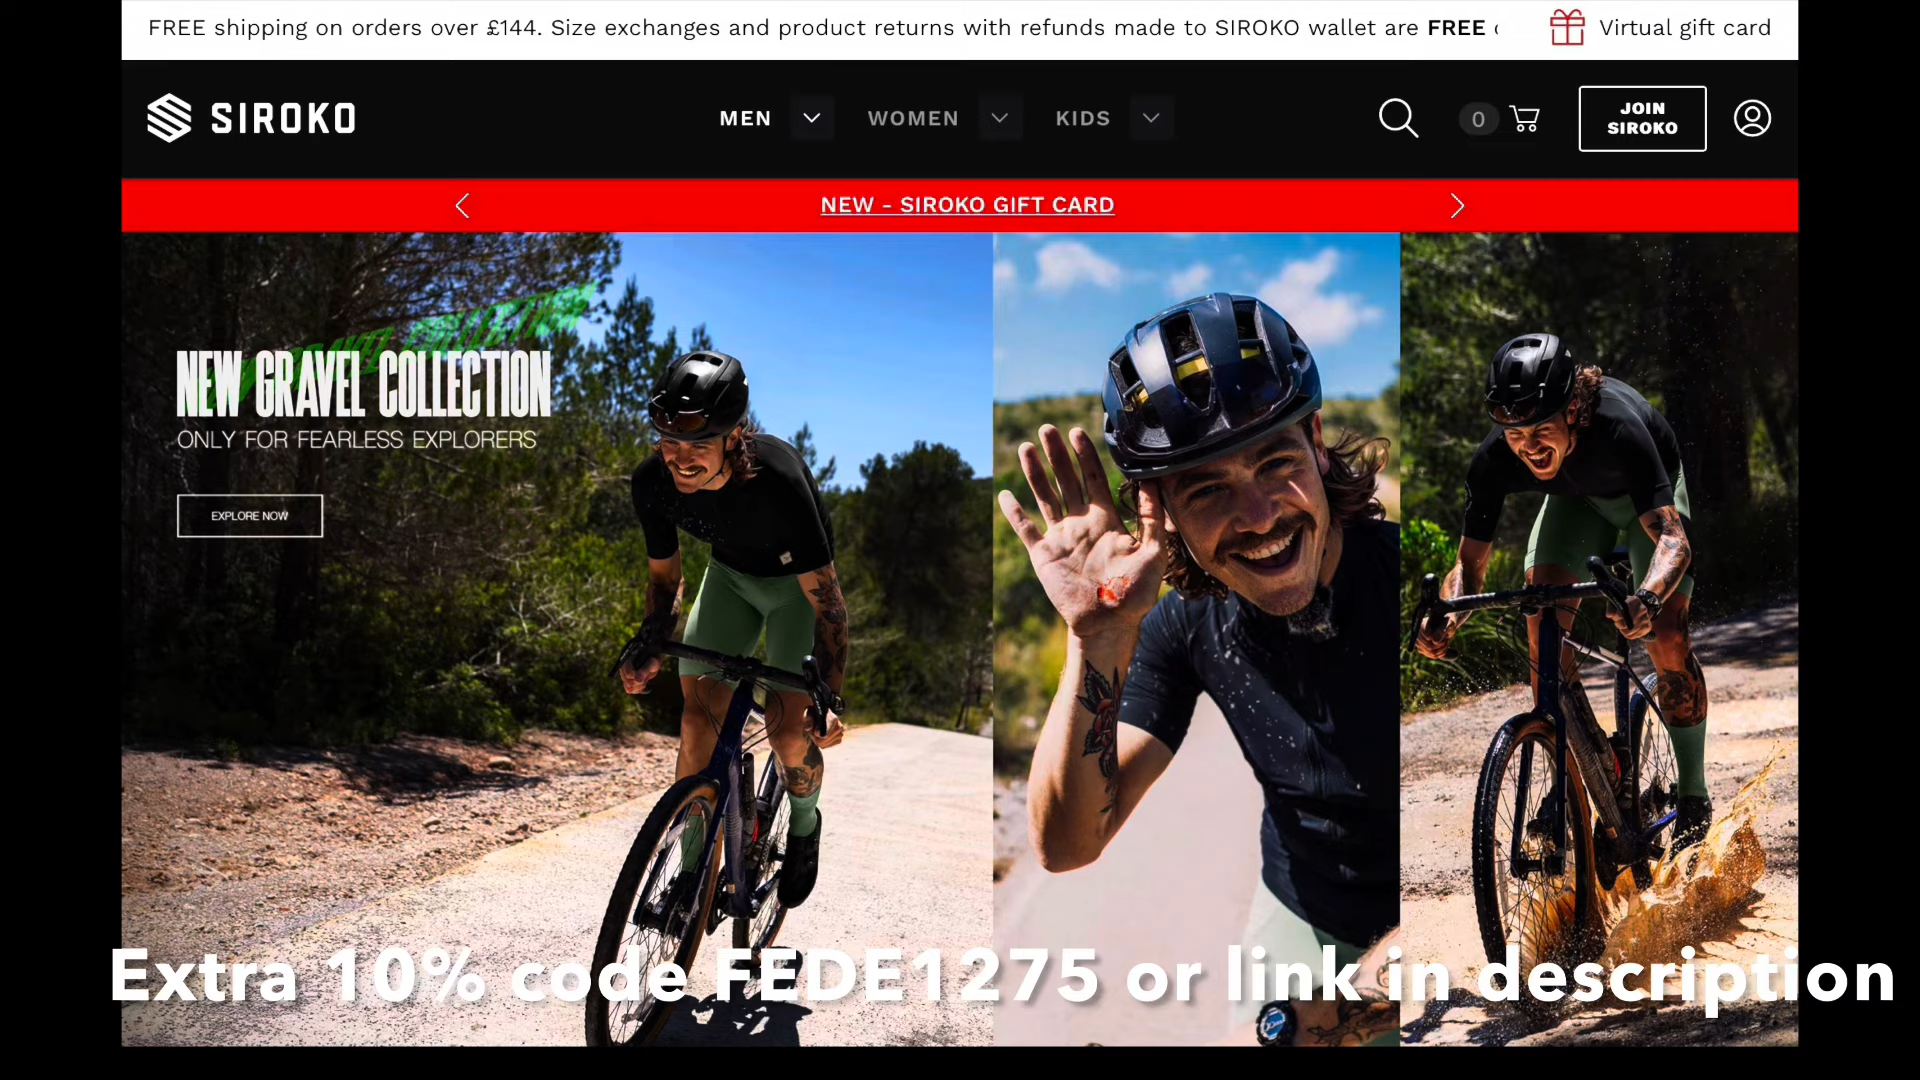 FREE shipping on orders over £144. Size exchanges and product returns with refunds made to SIROKO wallet are FREE
Virtual gift card
SIROKO
MEN
WOMEN
KIDS
0
JOIN
SIROKO
NEW - SIROKO GIFT CARD
NEW GRAVEL COLLECTION
ONLY FOR FEARLESS EXPLORERS
EXPLORE NOW
Extra 10% code FEDE1275 or link in description